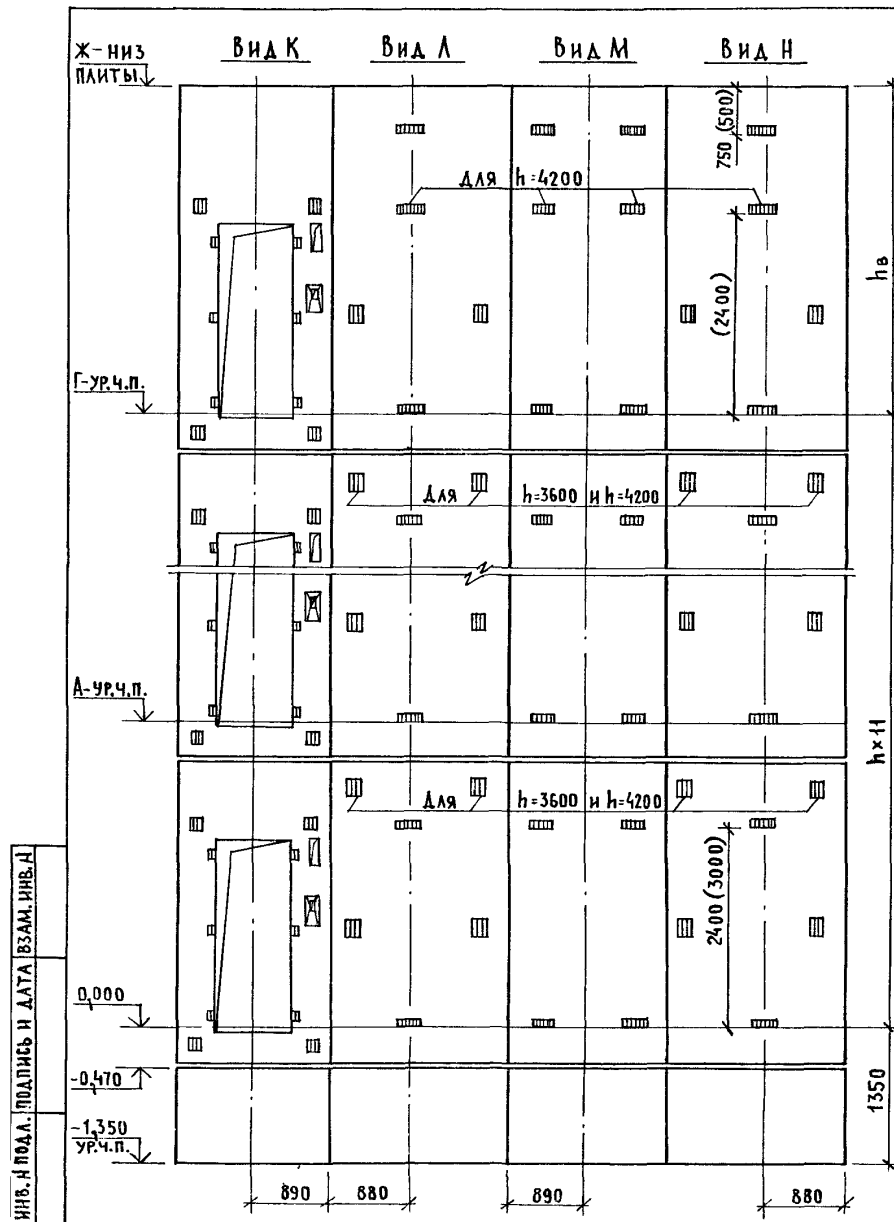 Вид К
Вид Л
Вид М
Вид Н
Ж-низ
плиты
750 (500)
Для h=4200
hв
(2400)
Г-ур.ч.п.
Для h=3600 и h=4200
А-ур.ч.п.
h×11
Для h=3600 и h=4200
2400 (3000)
0,000
-0,470
1350
-1,350
ур.ч.п.
890
880
890
880
ИНВ.N ПОДЛ.
ПОДПИСЬ И ДАТА
ВЗАМ. ИНВ.N